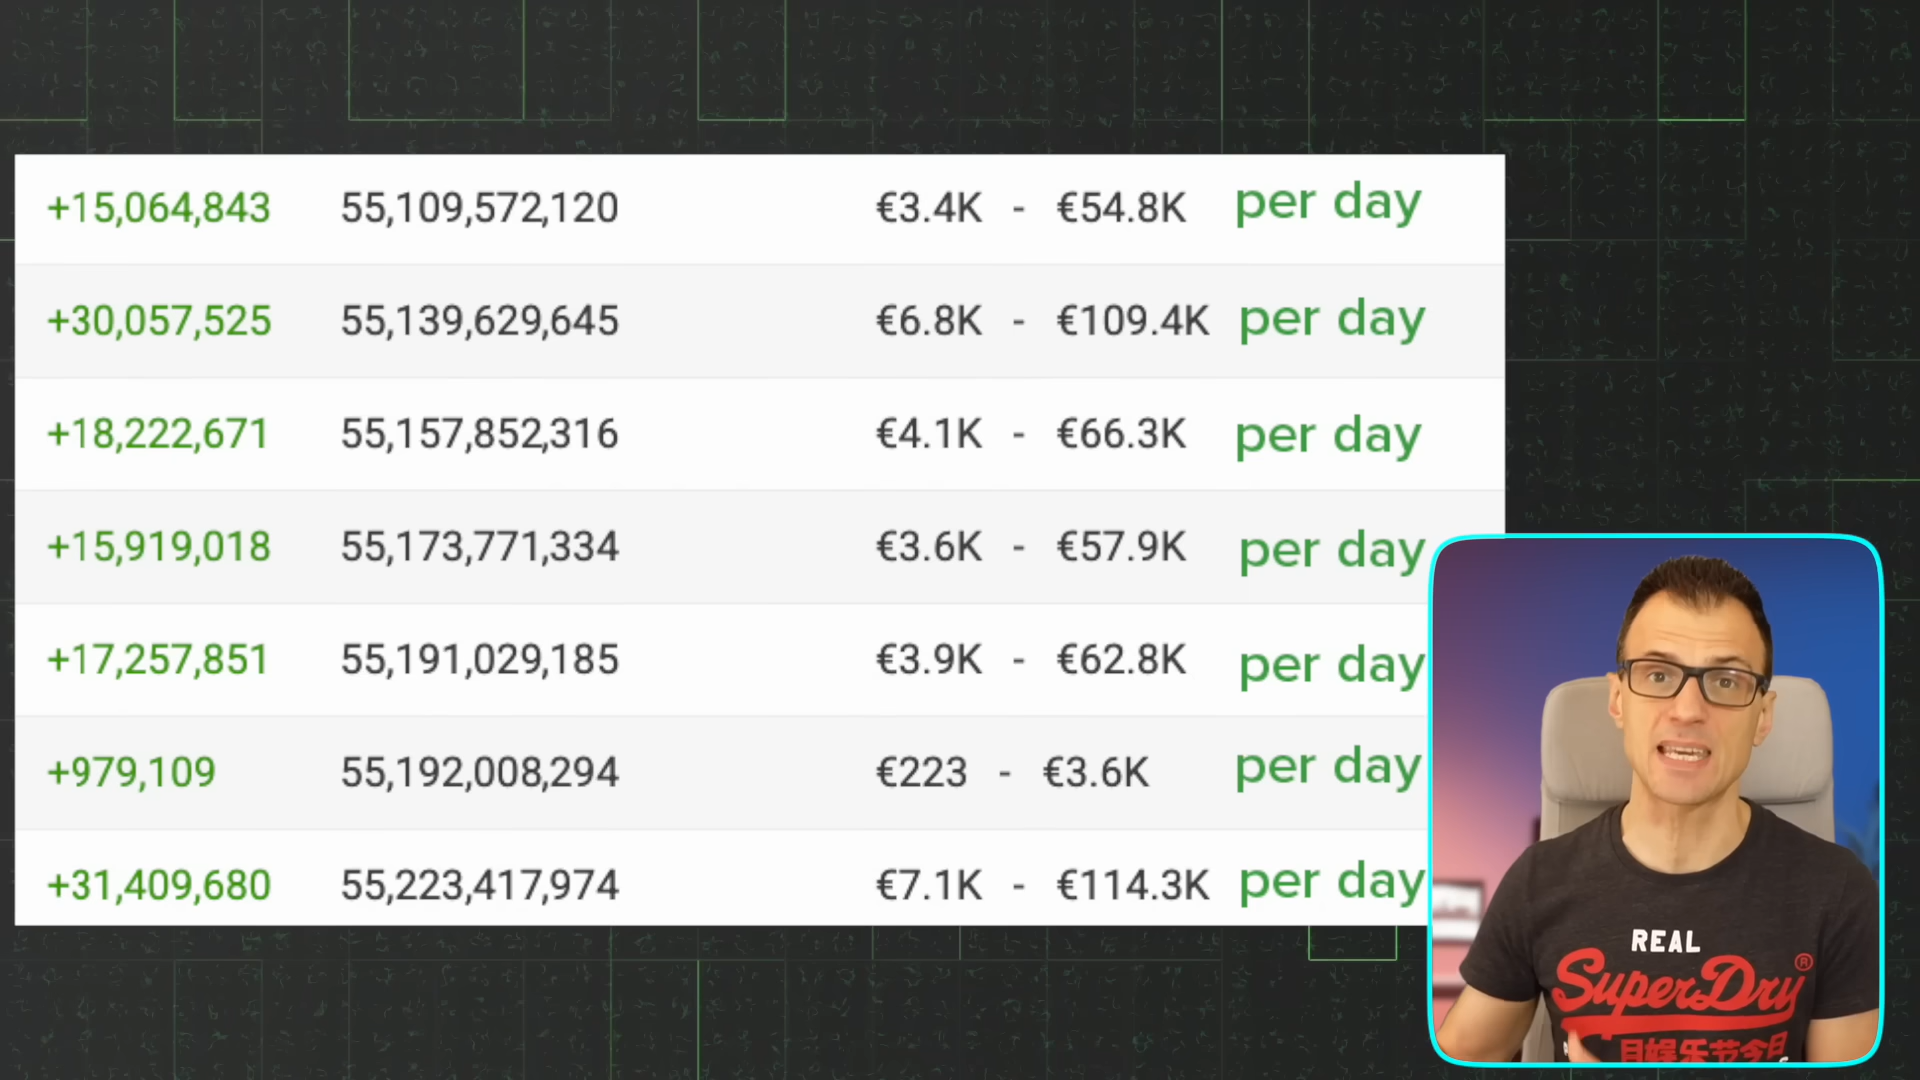 +15,064,843 55,109,572,120 €3.4K - €54.8K per day
+30,057,525 55,139,629,645 €6.8K - €109.4K per day
+18,222,671 55,157,852,316 €4.1K - €66.3K per day
+15,919,018 55,173,771,334 €3.6K - €57.9K per day
+17,257,851 55,191,029,185 €3.9K - €62.8K per day
+979,109 55,192,008,294 €223 - €3.6K per day
+31,409,680 55,223,417,974 €7.1K - €114.3K per day
REAL
SuperDry®